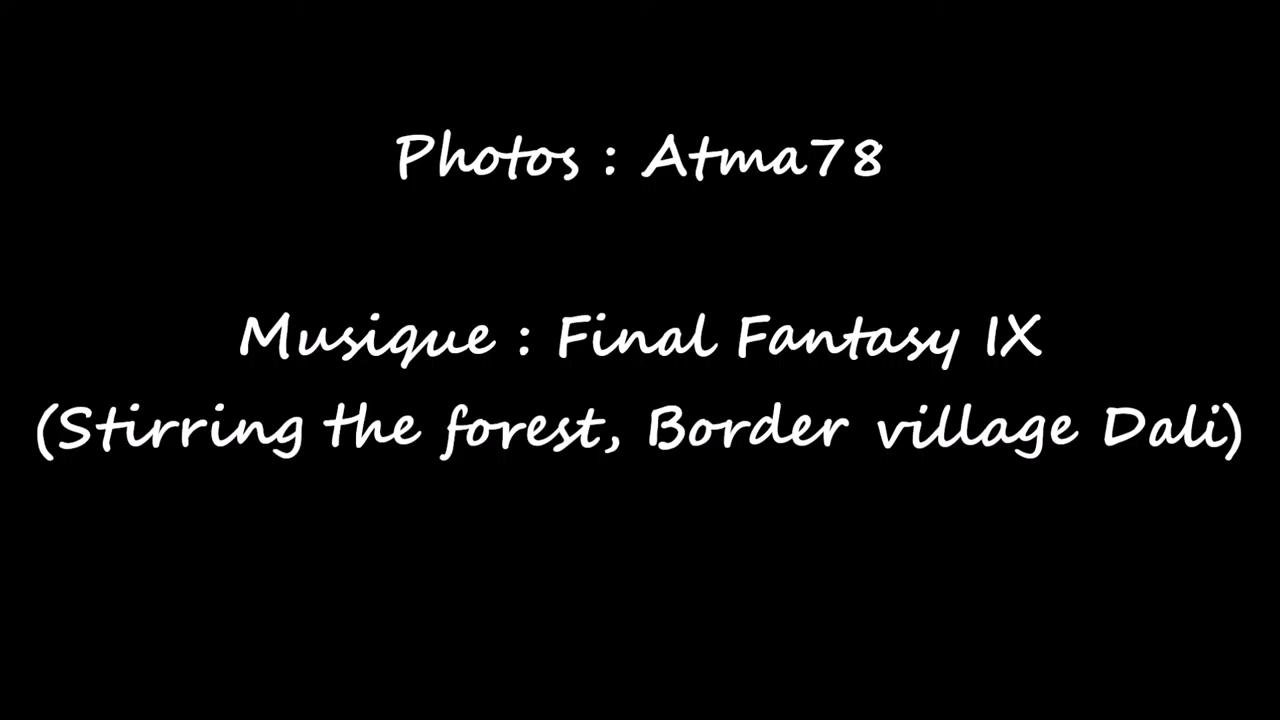 Photos : Atma78
Musique : Final Fantasy IX
(Stirring the forest, Border village Dali)